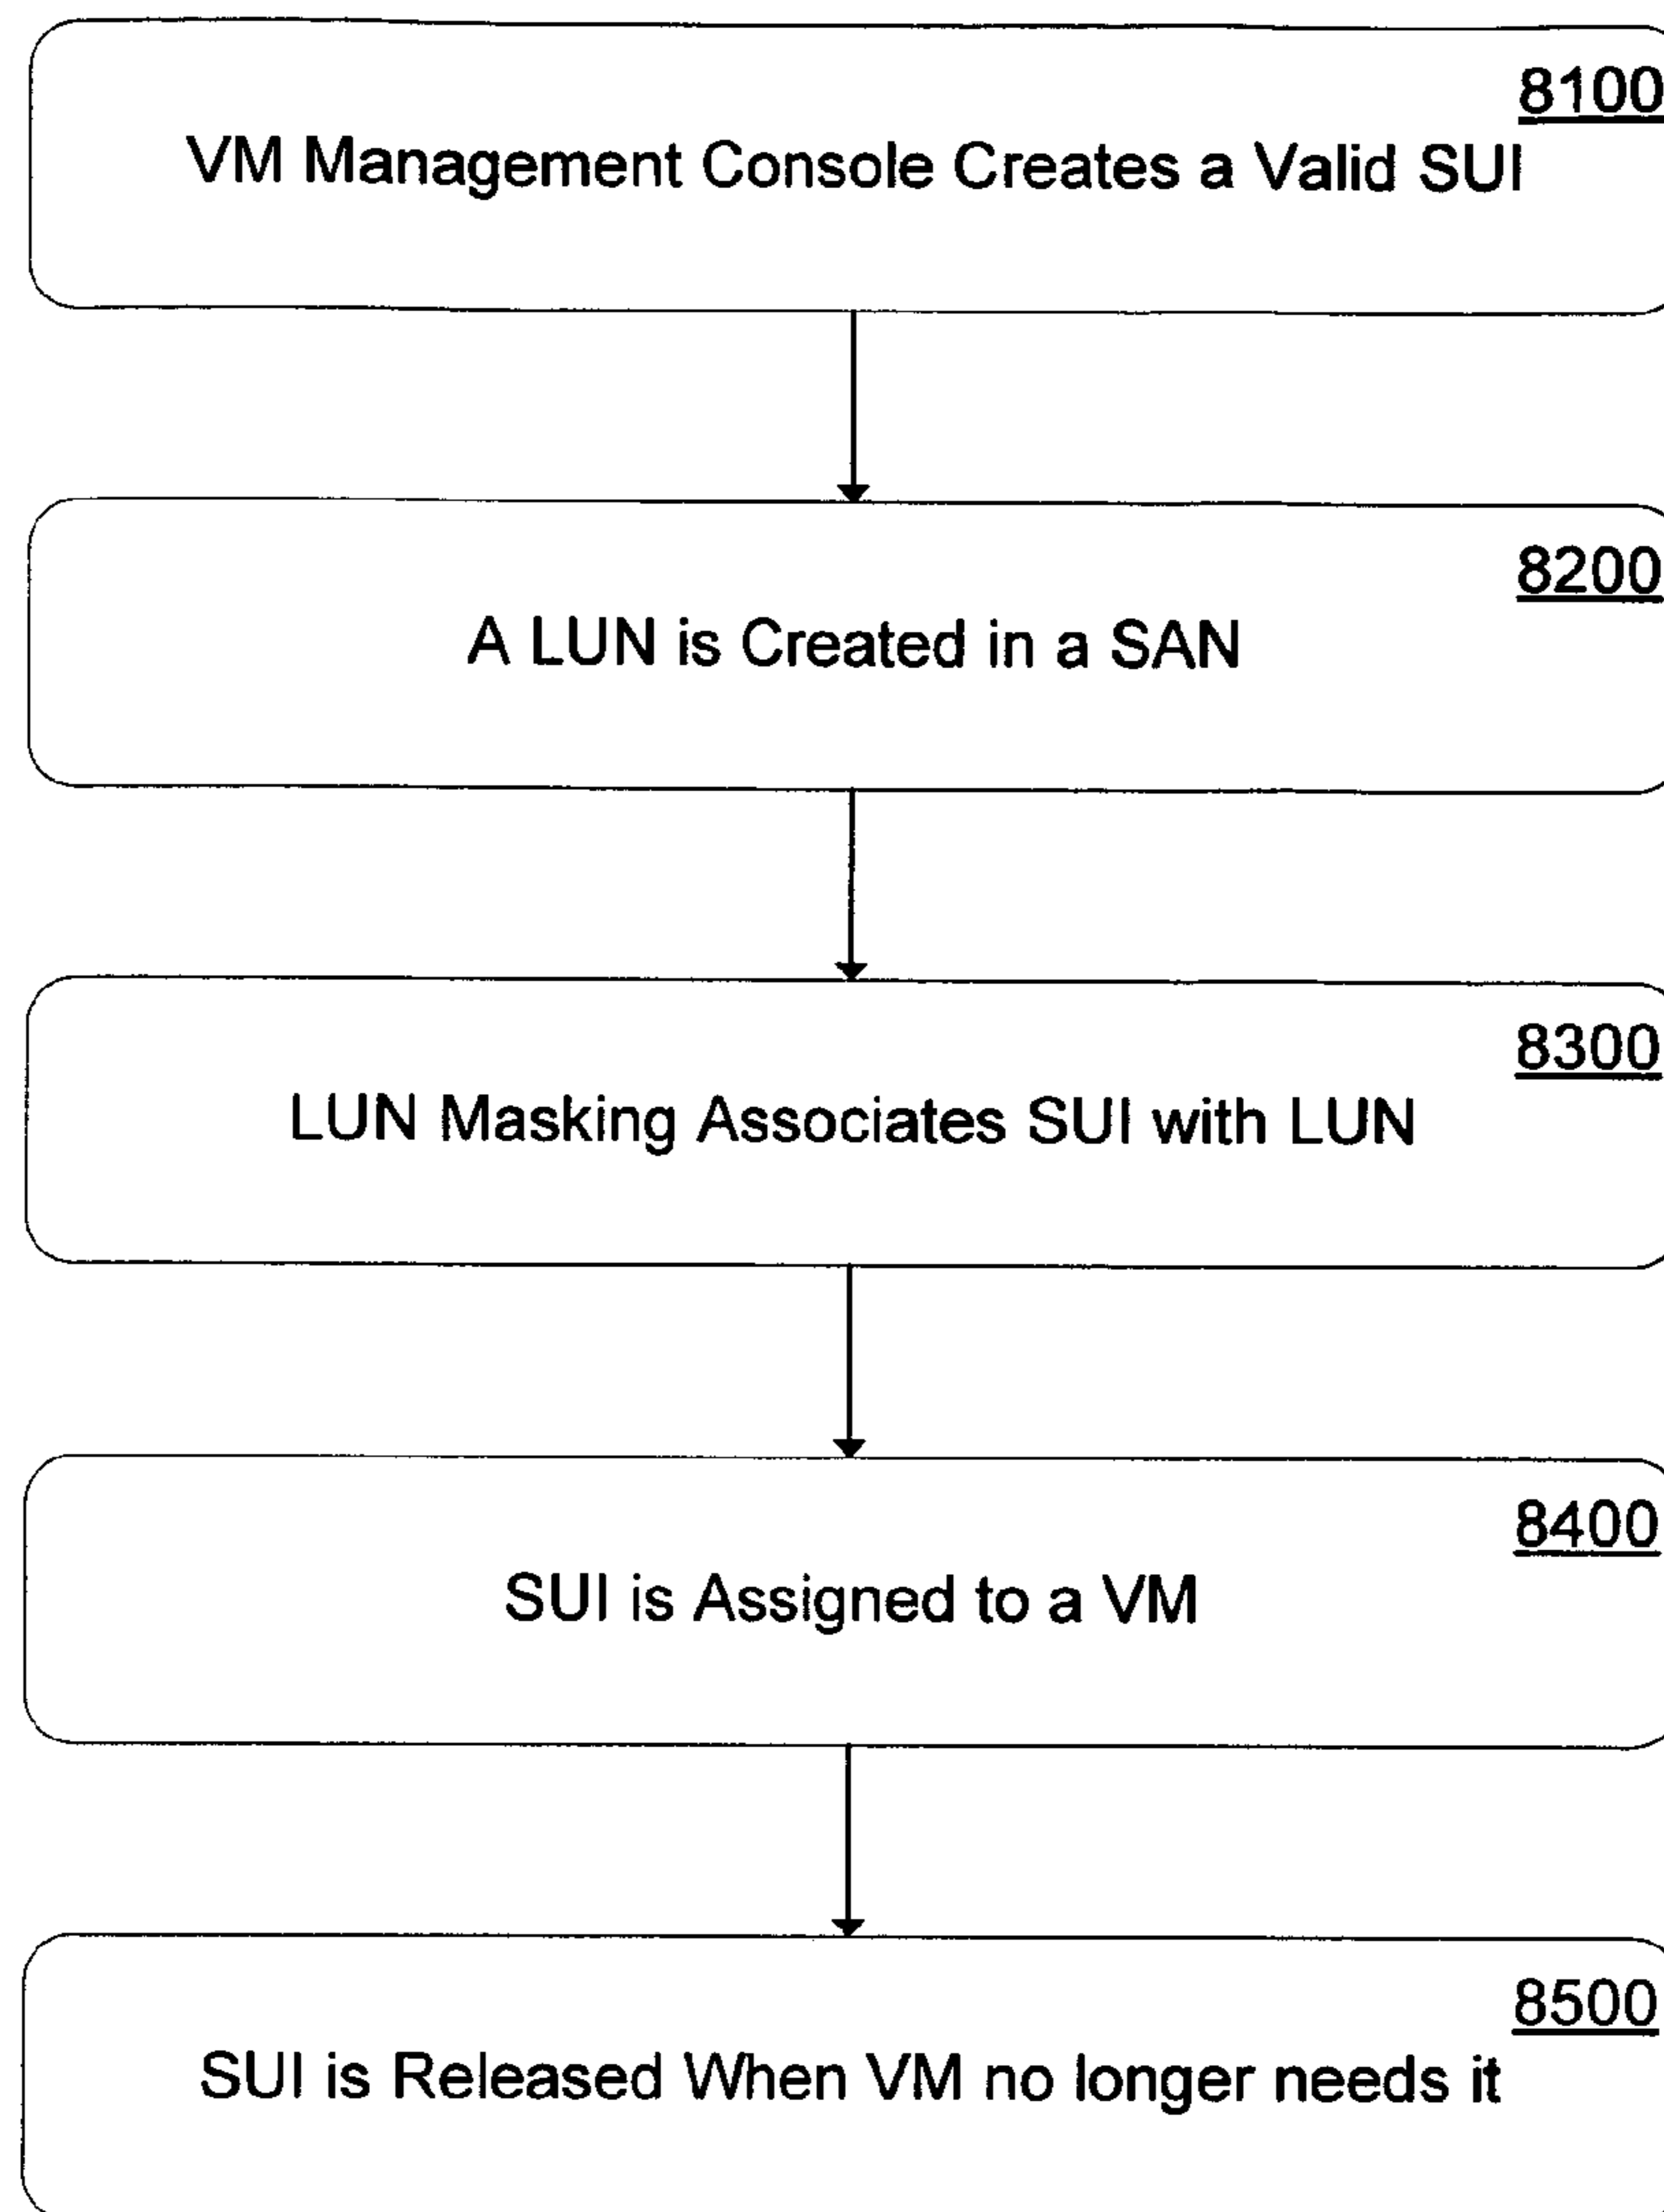 8100
VM Management Console Creates a Valid SUI
8200
A LUN is Created in a SAN
8300
LUN Masking Associates SUI with LUN
8400
SUI is Assigned to a VM
8500
SUI is Released When VM no longer needs it